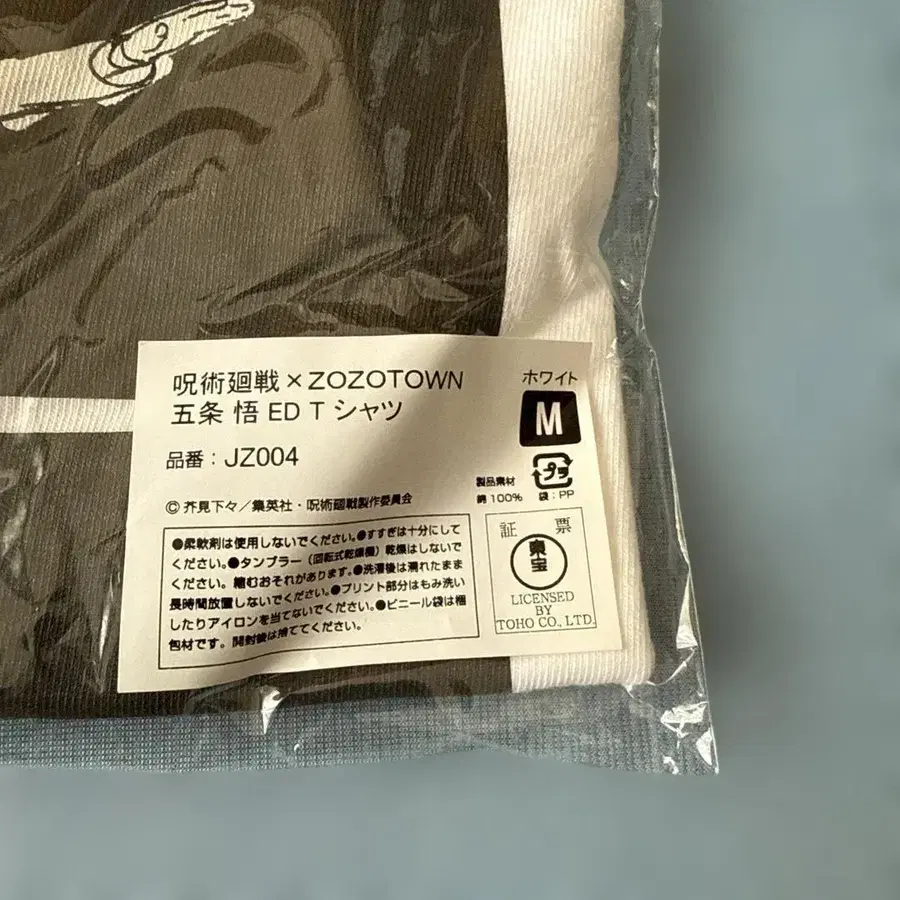 呪術廻戦×ZOZOTOWN
五条 悟 ED T シャツ
品番：JZ004
ホワイト
M
プラ
製品素材
綿100% 袋：PP
© 芥見下々／集英社・呪術廻戦製作委員会
●柔軟剤は使用しないでください。●すすぎは十分にして
ください。●タンブラー（回転式乾燥機）乾燥はしないで
ください。縮むおそれがあります。●洗濯後は濡れたまま
長時間放置しないでください。●プリント部分はもみ洗い
したりアイロンを当てないでください。●ビニール袋は梱
包材です。開封後は捨ててください。
証 票
東宝
LICENSED
BY
TOHO CO., LTD.